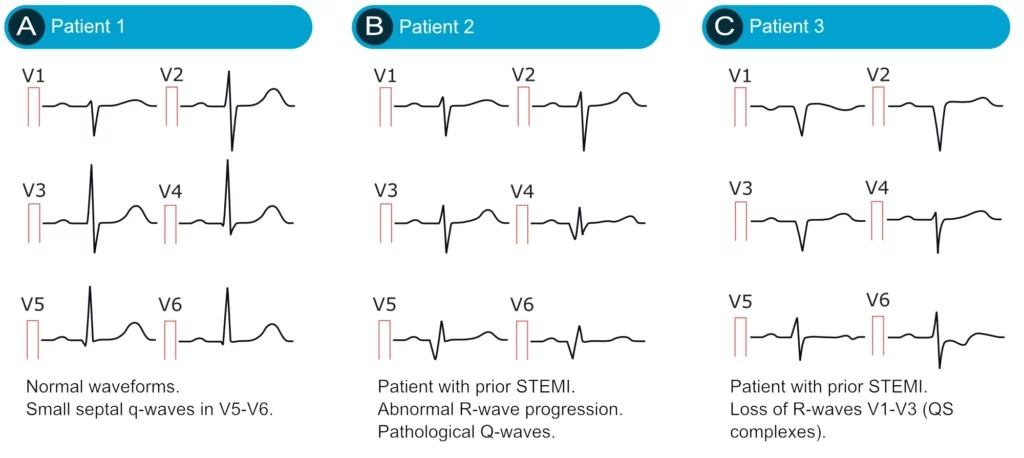 A Patient 1
V1 V2
V3 V4
V5 V6
Normal waveforms.
Small septal q-waves in V5-V6.
B Patient 2
V1 V2
V3 V4
V5 V6
Patient with prior STEMI.
Abnormal R-wave progression.
Pathological Q-waves.
C Patient 3
V1 V2
V3 V4
V5 V6
Patient with prior STEMI.
Loss of R-waves V1-V3 (QS
complexes).